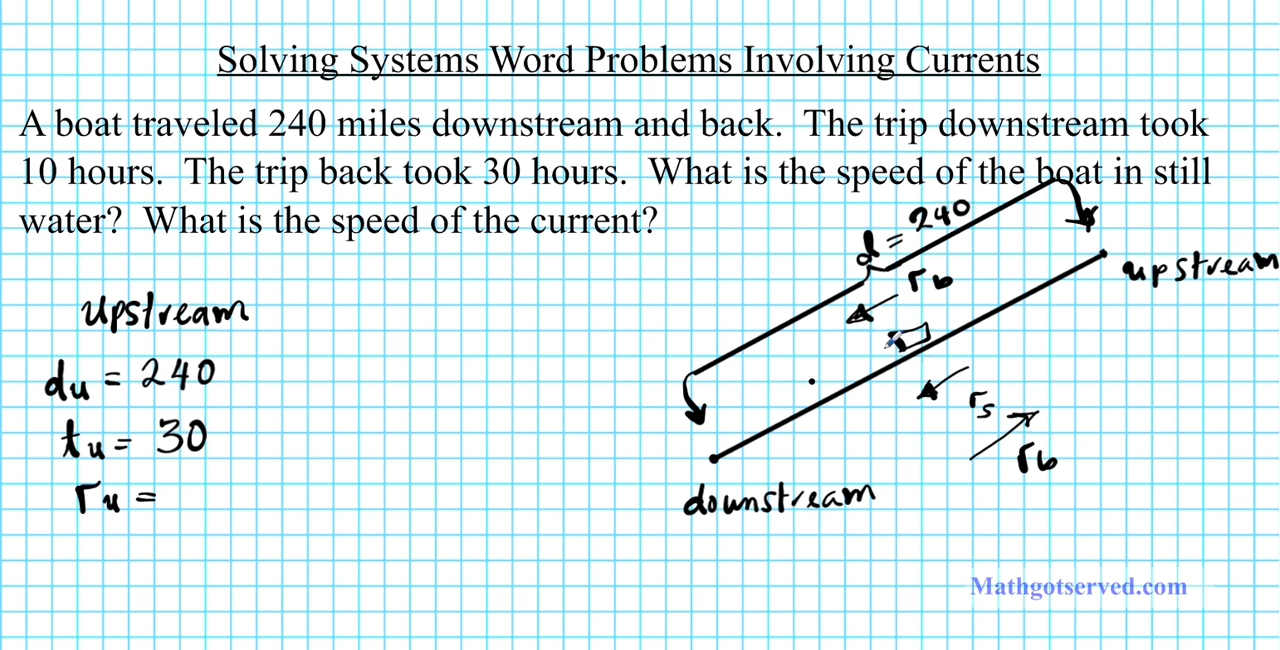 Solving Systems Word Problems Involving Currents
A boat traveled 240 miles downstream and back. The trip downstream took
10 hours. The trip back took 30 hours. What is the speed of the boat in still
water? What is the speed of the current?
d = 240
upstream
rb
upstream
du = 240
rs
tu = 30
rb
ru =
downstream
Mathgotserved.com